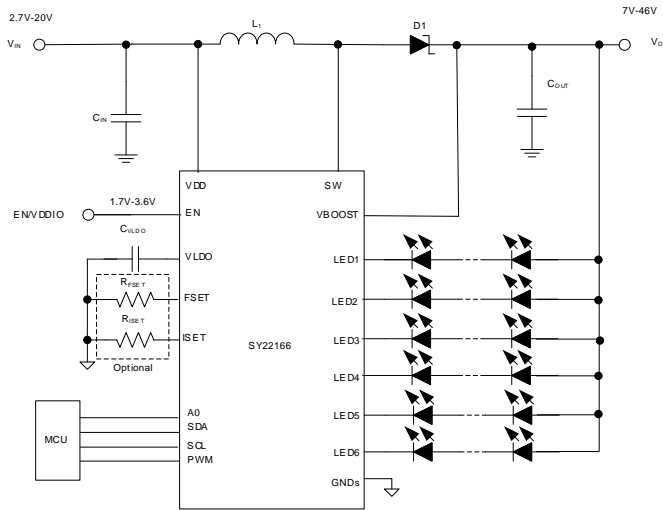 2.7V-20V
7V-46V
VIN
L1
D1
VO
CIN
COUT
VDD
SW
1.7V-3.6V
EN/VDDIO
EN
VBOOST
CVLDO
VLDO
LED1
RFSET
FSET
LED2
RISET
ISET
LED3
SY22166
Optional
LED4
A0
LED5
SDA
MCU
SCL
LED6
PWM
GNDs